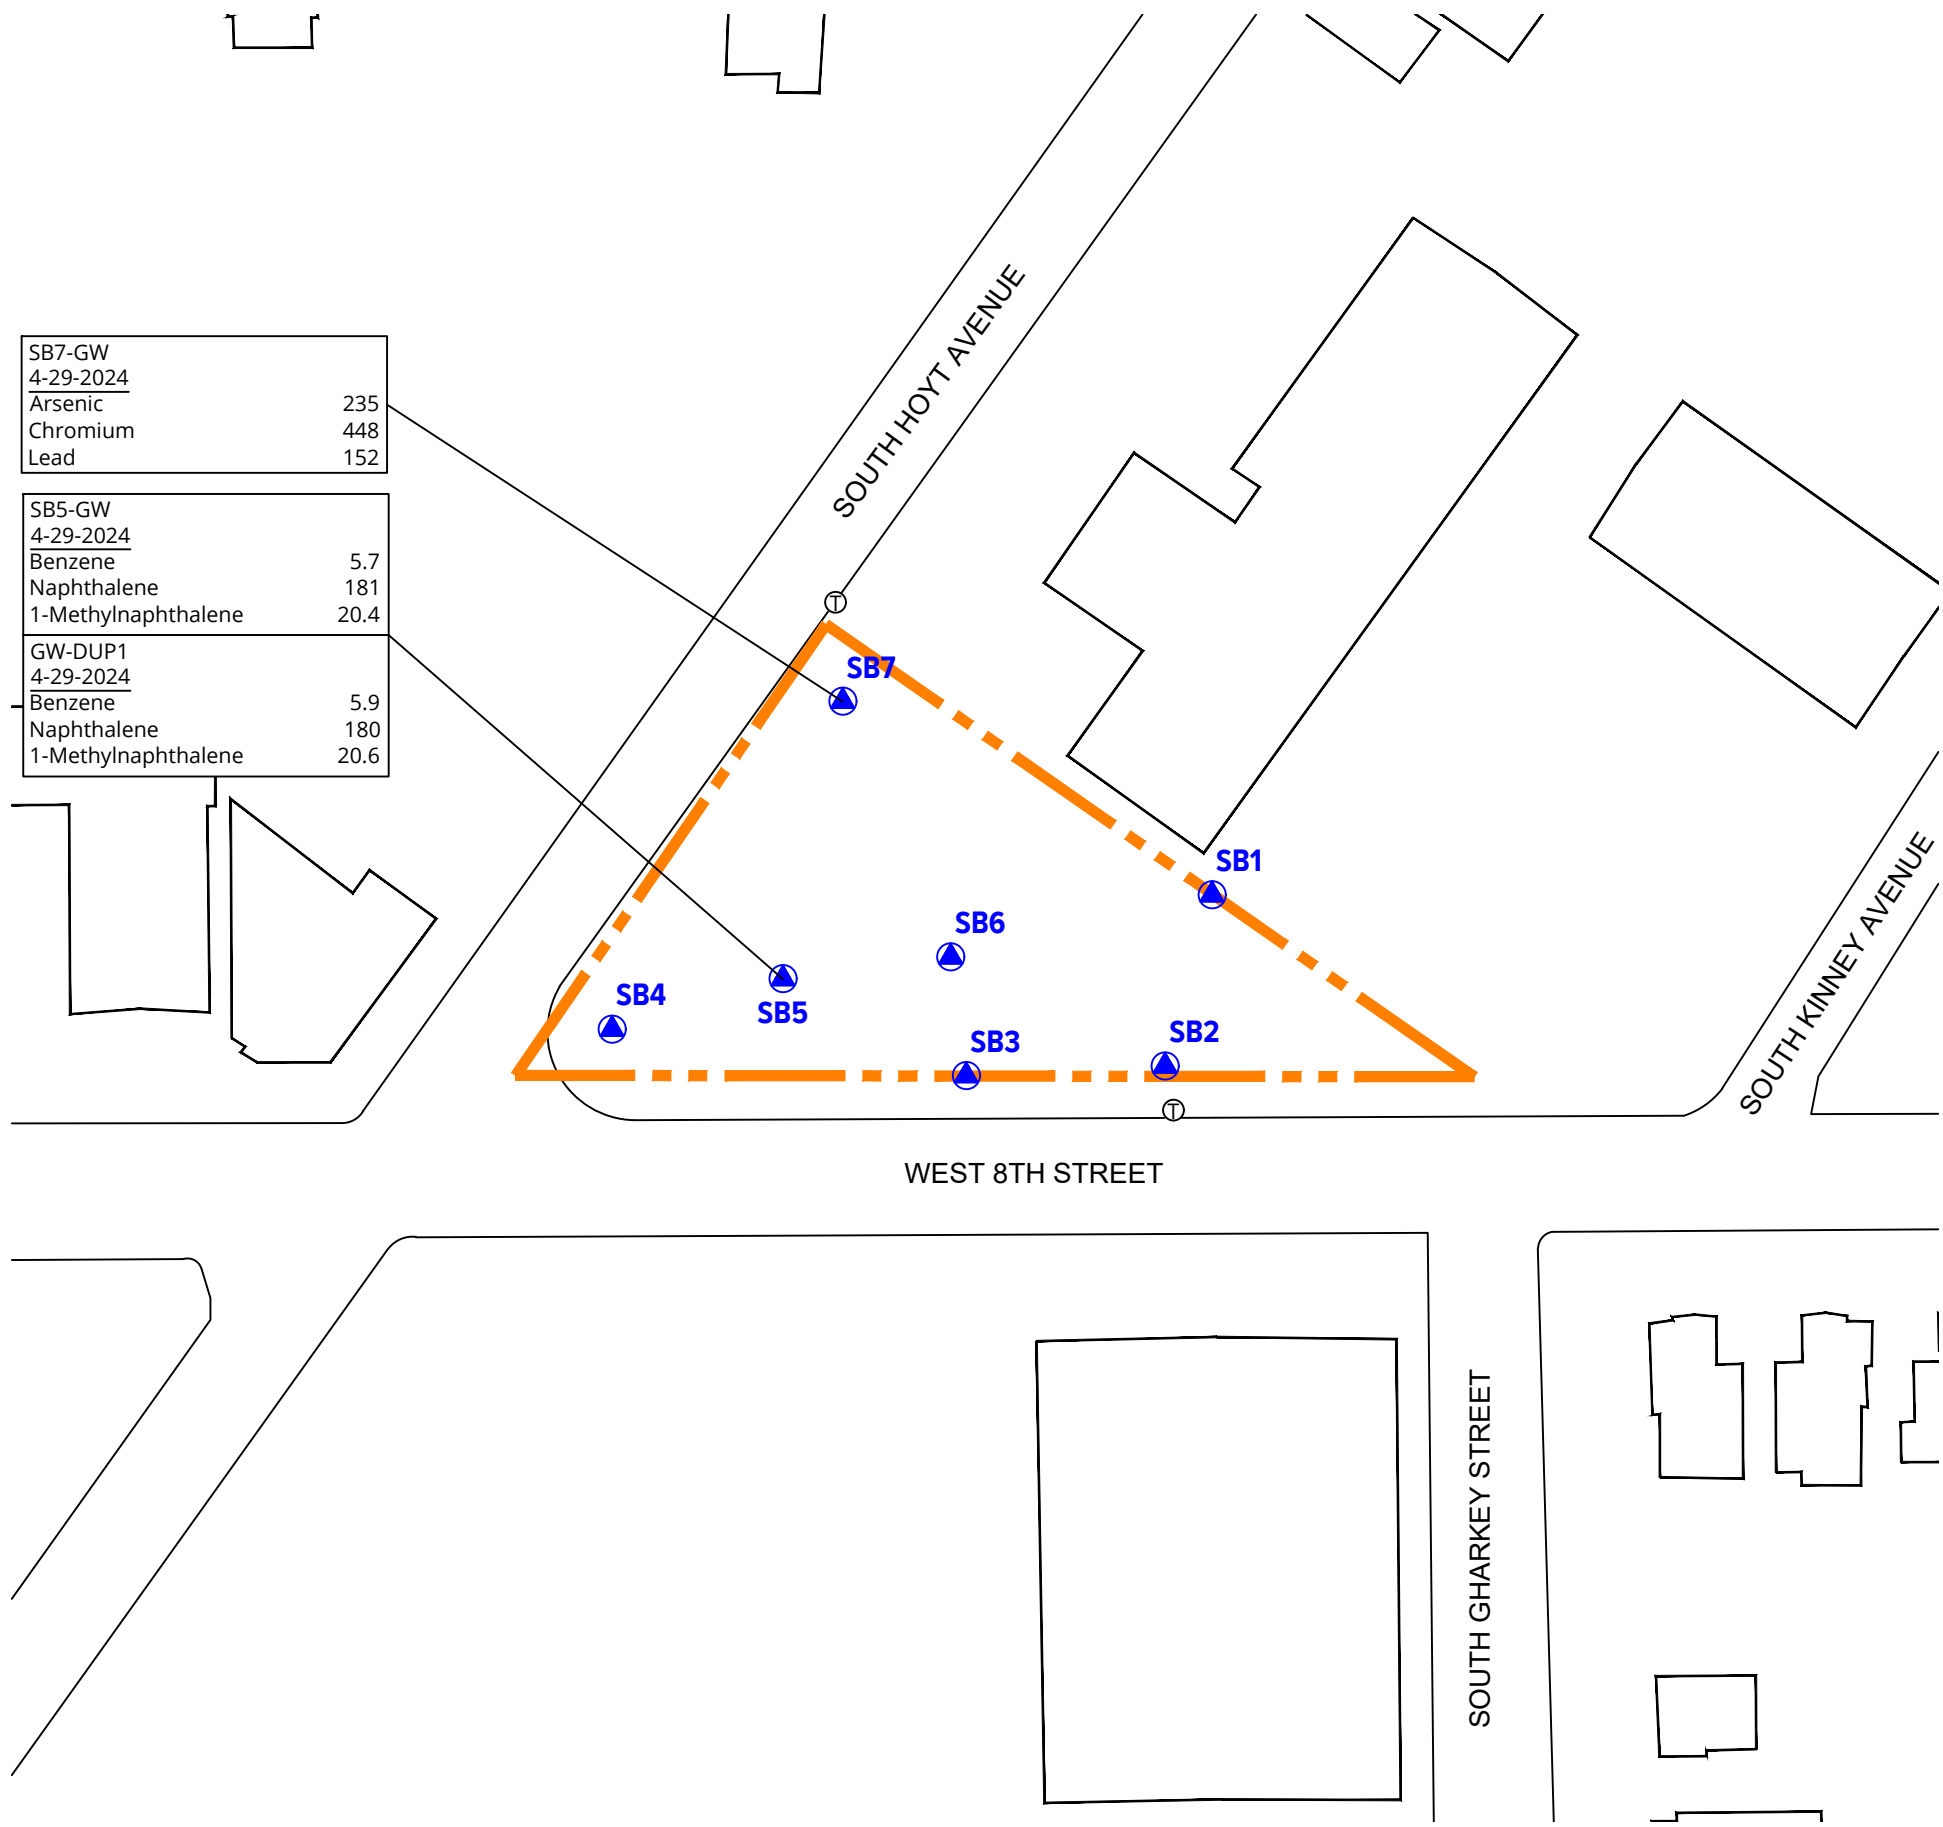 SOUTH HOYT AVENUE
SB7-GW
4-29-2024
Arsenic 235
Chromium 448
Lead 152
SB5-GW
4-29-2024
Benzene 5.7
Naphthalene 181
1-Methylnaphthalene 20.4
GW-DUP1
4-29-2024
Benzene 5.9
Naphthalene 180
1-Methylnaphthalene 20.6
T
SB7
SB1
SB6
SB4
SB5
SB3
SB2
SOUTH KINNEY AVENUE
T
WEST 8TH STREET
SOUTH GHARKEY STREET